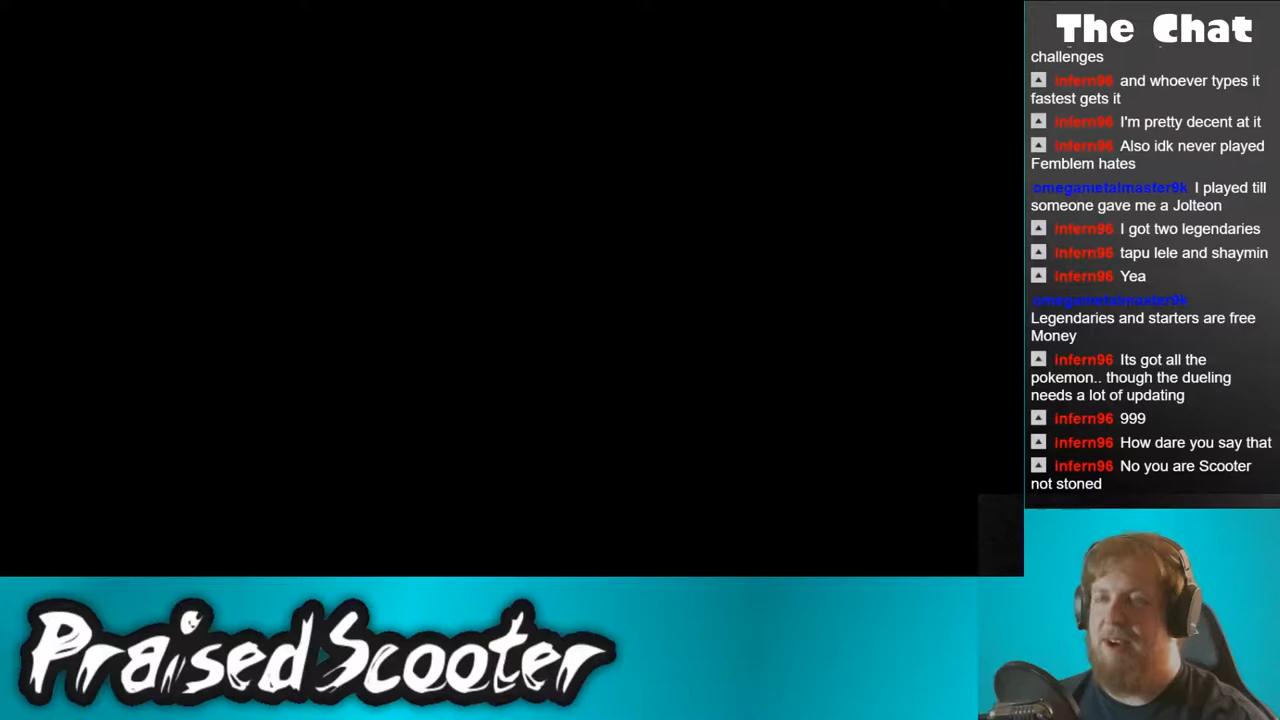 The Chat
challenges
infern96 and whoever types it
fastest gets it
infern96 I'm pretty decent at it
infern96 Also idk never played
Femblem hates
omegametalmaster9k I played till
someone gave me a Jolteon
infern96 I got two legendaries
infern96 tapu lele and shaymin
infern96 Yea
omegametalmaster9k
Legendaries and starters are free
Money
infern96 Its got all the
pokemon.. though the dueling
needs a lot of updating
infern96 999
infern96 How dare you say that
infern96 No you are Scooter
not stoned
PraisedScooter